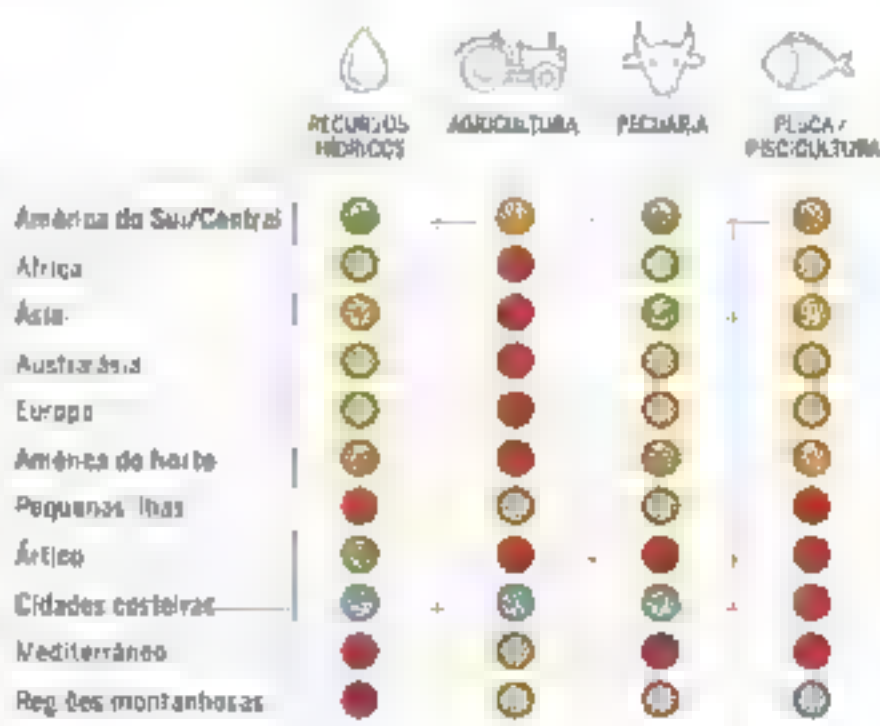 RECURSOS
HÍDRICOS
AGRICULTURA
PECUÁRIA
PESCA /
PISCICULTURA
América do Sul/Central
África
Ásia
Australásia
Europa
América do Norte
Pequenas ilhas
Ártico
Cidades costeiras
Mediterrâneo
Regiões montanhosas